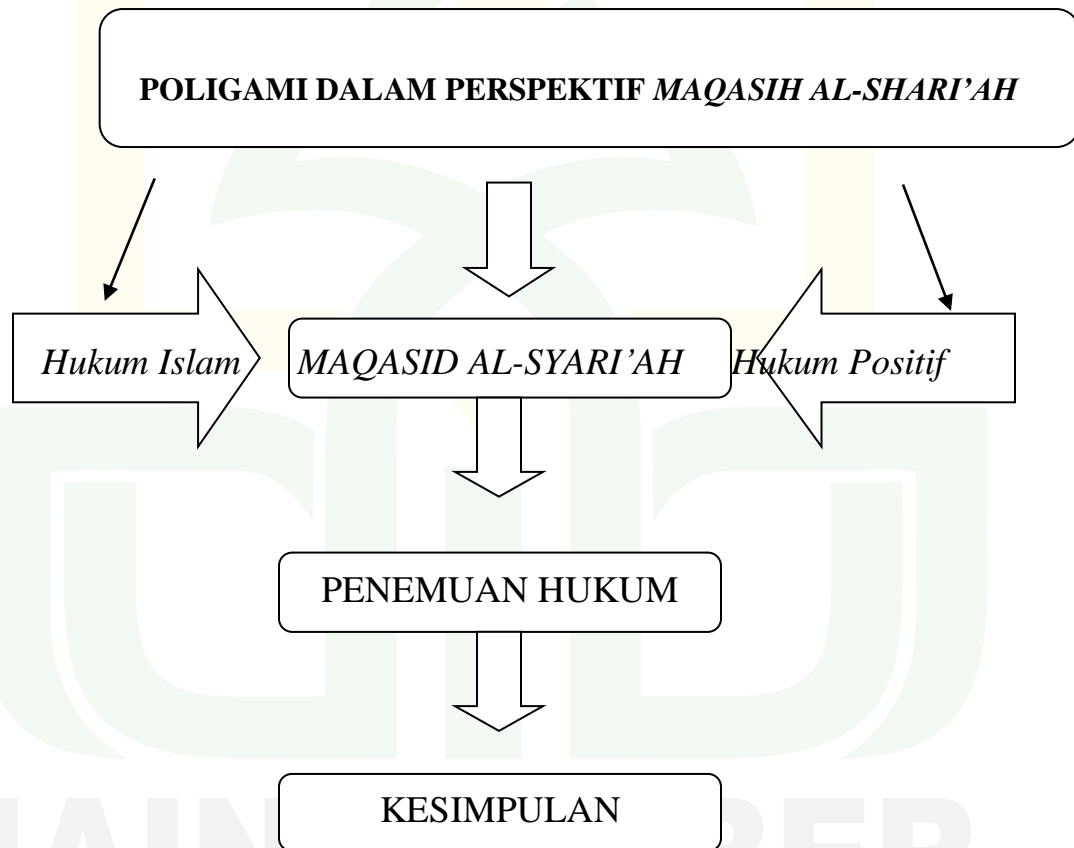 POLIGAMI DALAM PERSPEKTIF MAQASIH AL-SHARI’AH
Hukum Islam
MAQASID AL-SYARI’AH
Hukum Positif
PENEMUAN HUKUM
KESIMPULAN